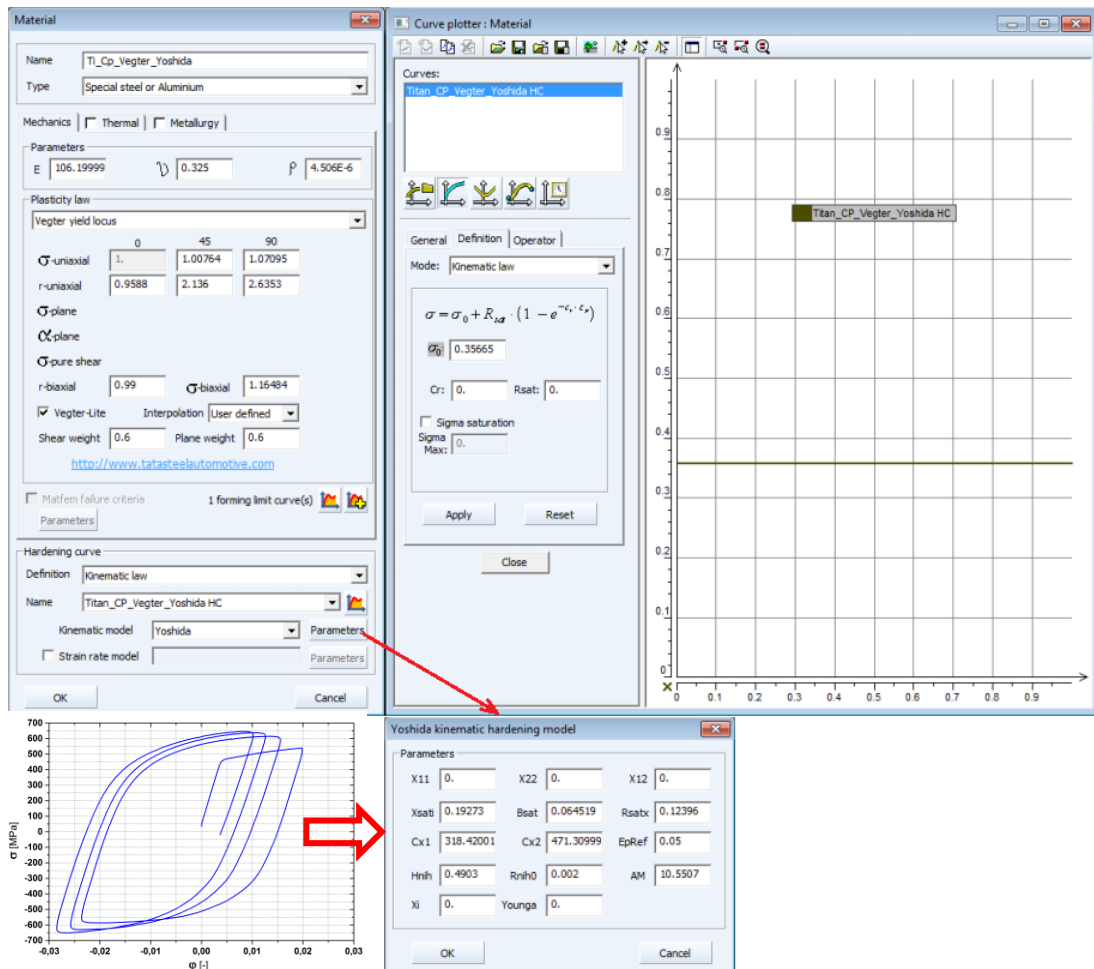 Material
Name Ti_Cp_Vegter_Yoshida
Type Special steel or Aluminium
Mechanics Thermal Metallurgy
Parameters
E 106.19999 ν 0.325 ρ 4.506E-6
Plasticity law
Vegter yield locus
0 45 90
σ-uniaxial 1. 1.00764 1.07095
r-uniaxial 0.9588 2.136 2.6353
σ-plane
α-plane
σ-pure shear
r-biaxial 0.99 σ-biaxial 1.16484
Vegter-Lite Interpolation User defined
Shear weight 0.6 Plane weight 0.6
http://www.tatasteelautomotive.com
Matfem failure criteria 1 forming limit curve(s)
Parameters
Hardening curve
Definition Kinematic law
Name Titan_CP_Vegter_Yoshida HC
Kinematic model Yoshida Parameters
Strain rate model Parameters
OK Cancel
Curve plotter : Material
Curves:
Titan_CP_Vegter_Yoshida HC
General Definition Operator
Mode: Kinematic law
σ = σ0 + Rsat · (1 − e^(−cr · εp))
σ0: 0.35665
Cr: 0. Rsat: 0.
Sigma saturation
Sigma
Max: 0.
Apply Reset
Close
0.9
0.8
Titan_CP_Vegter_Yoshida HC
0.7
0.6
0.5
0.4
0.3
0.2
0.1
0
0 0.1 0.2 0.3 0.4 0.5 0.6 0.7 0.8 0.9
700
600
500
400
300
200
100
0
-100
-200
-300
-400
-500
-600
-700
σ [MPa]
-0,03 -0,02 -0,01 0,00 0,01 0,02 0,03
φ [-]
Yoshida kinematic hardening model
Parameters
X11 0. X22 0. X12 0.
Xsati 0.19273 Bsat 0.064519 Rsatx 0.12396
Cx1 318.42001 Cx2 471.30999 EpRef 0.05
Hnih 0.4903 Rnih0 0.002 AM 10.5507
Xi 0. Younga 0.
OK Cancel